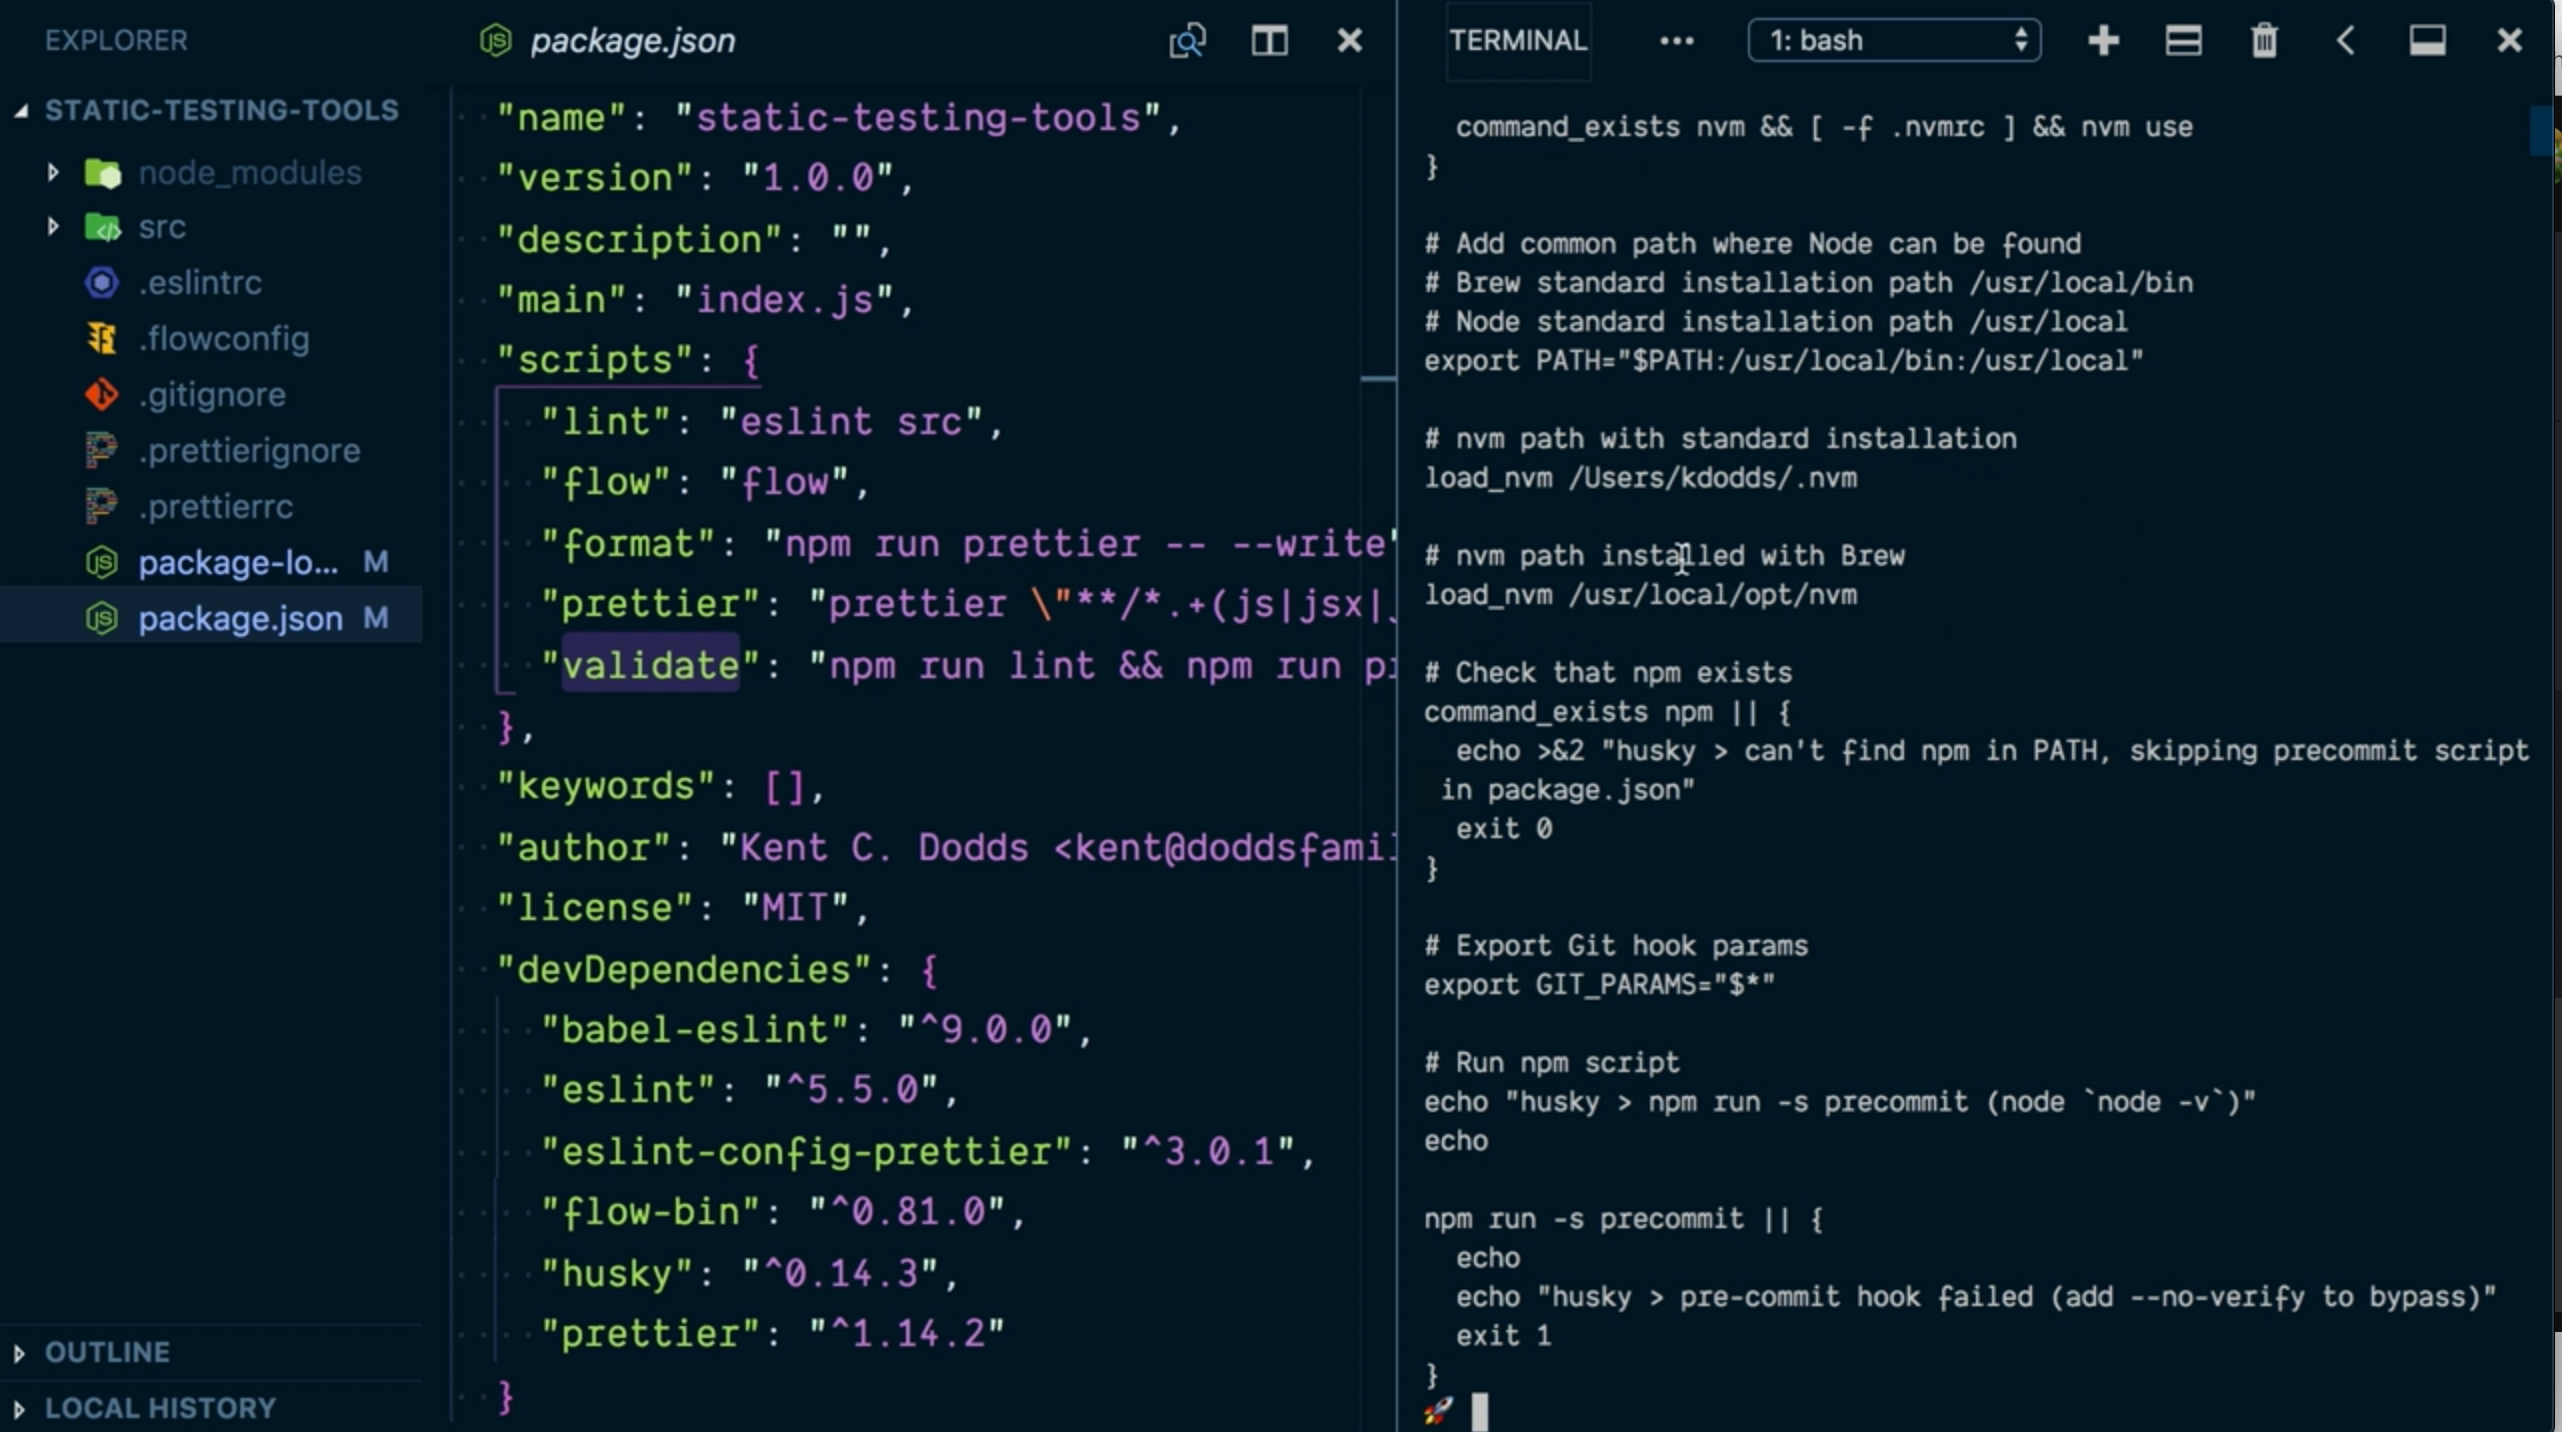 EXPLORER
STATIC-TESTING-TOOLS
node_modules
src
.eslintrc
.flowconfig
.gitignore
.prettierignore
.prettierrc
package-lo... M
package.json M
OUTLINE
LOCAL HISTORY
package.json
"name": "static-testing-tools",
"version": "1.0.0",
"description": "",
"main": "index.js",
"scripts": {
"lint": "eslint src",
"flow": "flow",
"format": "npm run prettier -- --write"
"prettier": "prettier \"**/*.+(js|jsx|
"validate": "npm run lint && npm run pr
},
"keywords": [],
"author": "Kent C. Dodds <kent@doddsfami
"license": "MIT",
"devDependencies": {
"babel-eslint": "^9.0.0",
"eslint": "^5.5.0",
"eslint-config-prettier": "^3.0.1",
"flow-bin": "^0.81.0",
"husky": "^0.14.3",
"prettier": "^1.14.2"
}
TERMINAL ... 1: bash
command_exists nvm && [ -f .nvmrc ] && nvm use
}
# Add common path where Node can be found
# Brew standard installation path /usr/local/bin
# Node standard installation path /usr/local
export PATH="$PATH:/usr/local/bin:/usr/local"
# nvm path with standard installation
load_nvm /Users/kdodds/.nvm
# nvm path installed with Brew
load_nvm /usr/local/opt/nvm
# Check that npm exists
command_exists npm || {
echo >&2 "husky > can't find npm in PATH, skipping precommit script
in package.json"
exit 0
}
# Export Git hook params
export GIT_PARAMS="$*"
# Run npm script
echo "husky > npm run -s precommit (node `node -v`)"
echo
npm run -s precommit || {
echo
echo "husky > pre-commit hook failed (add --no-verify to bypass)"
exit 1
}